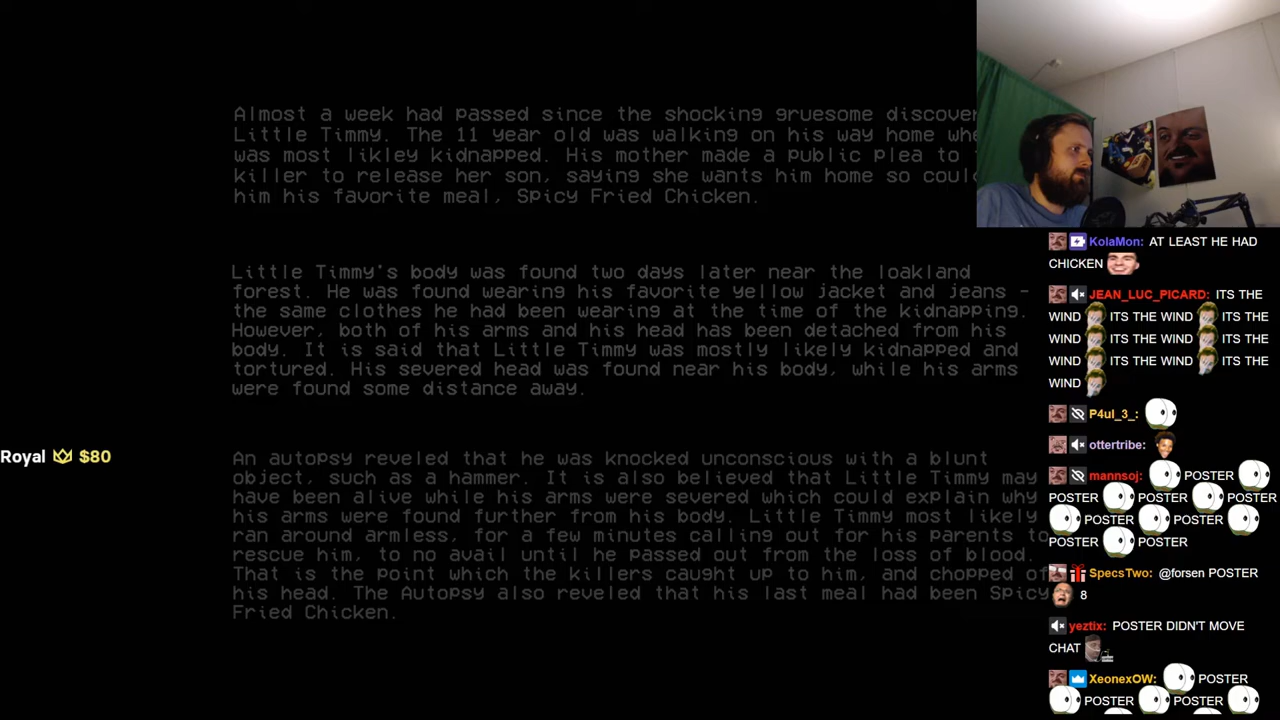 Almost a week had passed since the shocking gruesome discover
Little Timmy. The 11 year old was walking on his way home
was most likley kidnapped. His mother made a public plea to
killer to release her son, saying she wants him home so could
him his favorite meal, Spicy Fried Chicken.
Little Timmy's body was found two days later near the loakland
forest. He was found wearing his favorite yellow jacket and jeans -
the same clothes he had been wearing at the time of the kidnapping.
However, both of his arms and his head has been detached from his
body. It is said that Little Timmy was mostly likely kidnapped and
tortured. His severed head was found near his body, while his arms
were found some distance away.
An autopsy reveled that he was knocked unconscious with a blunt
object, such as a hammer. It is also believed that Little Timmy may
have been alive while his arms were severed which could explain why
his arms were found further from his body. Little Timmy most likely
ran around armless, for a few minutes calling out for his parents to
rescue him, to no avail until he passed out from the loss of blood.
That is the point which the killers caught up to him, and chopped of
his head. The Autopsy also reveled that his last meal had been Spicy
Fried Chicken.
Royal $80
KolaMon: AT LEAST HE HAD
CHICKEN
JEAN_LUC_PICARD: ITS THE
WIND ITS THE WIND ITS THE
WIND ITS THE WIND ITS THE
WIND ITS THE WIND ITS THE
WIND
P4ul_3_:
ottertribe:
mannsoj: POSTER
POSTER POSTER POSTER
POSTER POSTER
POSTER POSTER
SpecsTwo: @forsen POSTER
8
yeztix: POSTER DIDN'T MOVE
CHAT
XeonexOW: POSTER
POSTER POSTER